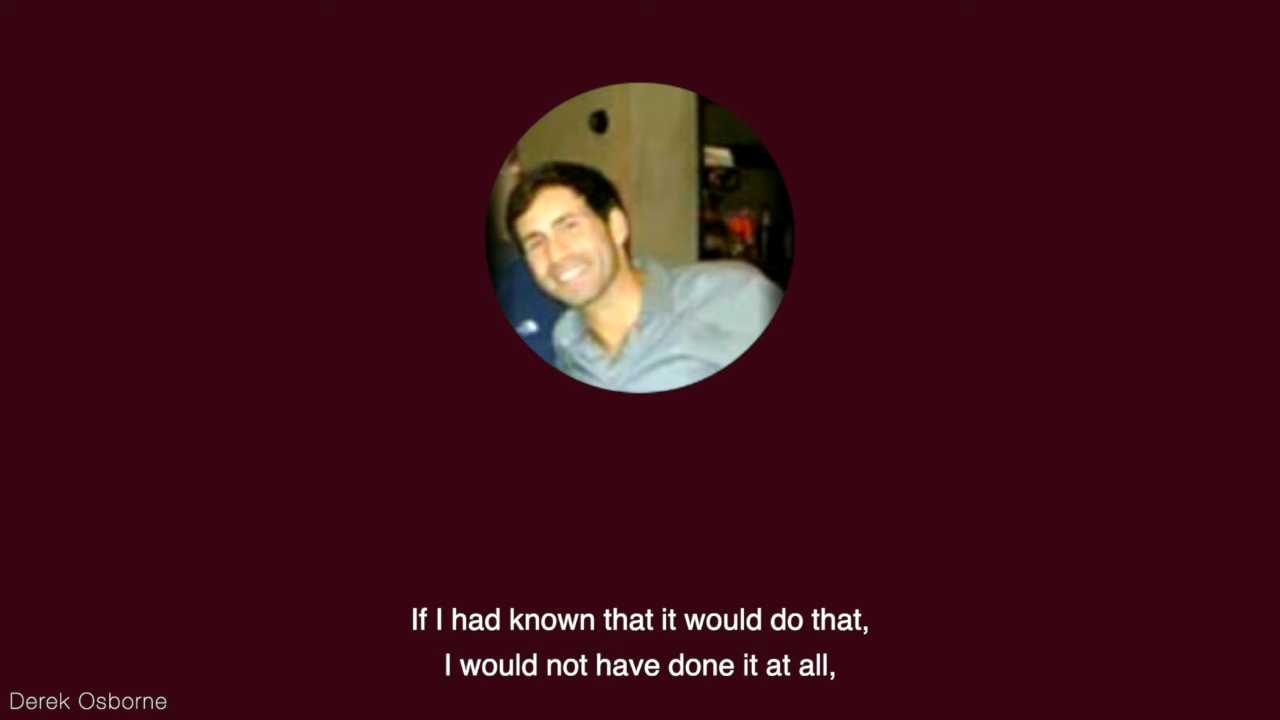 If I had known that it would do that,
I would not have done it at all,
Derek Osborne